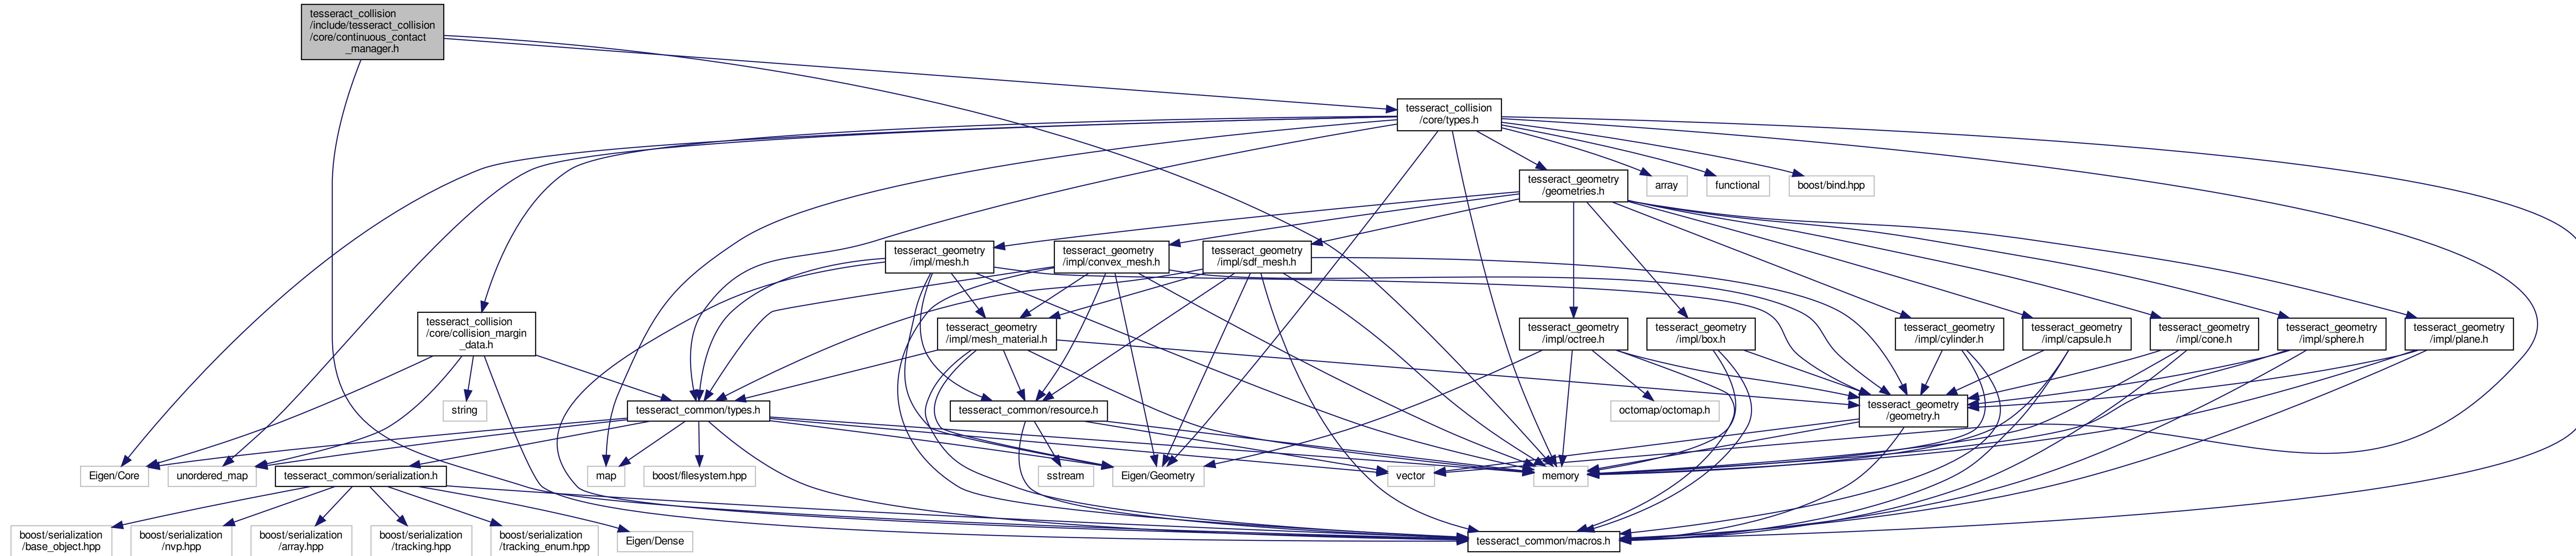 tesseract_collision
/include/tesseract_collision
/core/continuous_contact
_manager.h
tesseract_collision
/core/types.h
tesseract_geometry
/geometries.h
array
functional
boost/bind.hpp
tesseract_geometry
/impl/mesh.h
tesseract_geometry
/impl/convex_mesh.h
tesseract_geometry
/impl/sdf_mesh.h
tesseract_collision
/core/collision_margin
_data.h
tesseract_geometry
/impl/mesh_material.h
tesseract_geometry
/impl/octree.h
tesseract_geometry
/impl/box.h
tesseract_geometry
/impl/cylinder.h
tesseract_geometry
/impl/capsule.h
tesseract_geometry
/impl/cone.h
tesseract_geometry
/impl/sphere.h
tesseract_geometry
/impl/plane.h
string
tesseract_common/types.h
tesseract_common/resource.h
octomap/octomap.h
tesseract_geometry
/geometry.h
Eigen/Core
unordered_map
tesseract_common/serialization.h
map
boost/filesystem.hpp
sstream
Eigen/Geometry
vector
memory
boost/serialization
/base_object.hpp
boost/serialization
/nvp.hpp
boost/serialization
/array.hpp
boost/serialization
/tracking.hpp
boost/serialization
/tracking_enum.hpp
Eigen/Dense
tesseract_common/macros.h